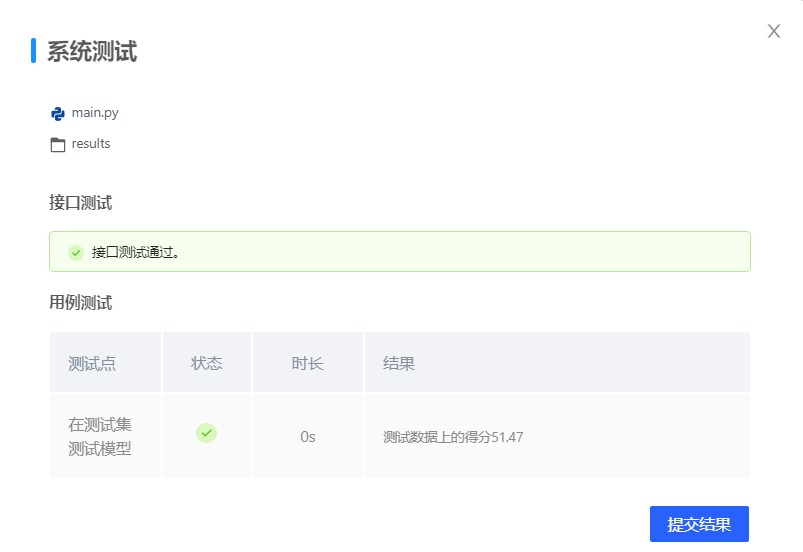 系统测试
main.py
results
接口测试
接口测试通过。
用例测试
测试点 状态 时长 结果
在测试集
测试模型
0s
测试数据上的得分51.47
提交结果